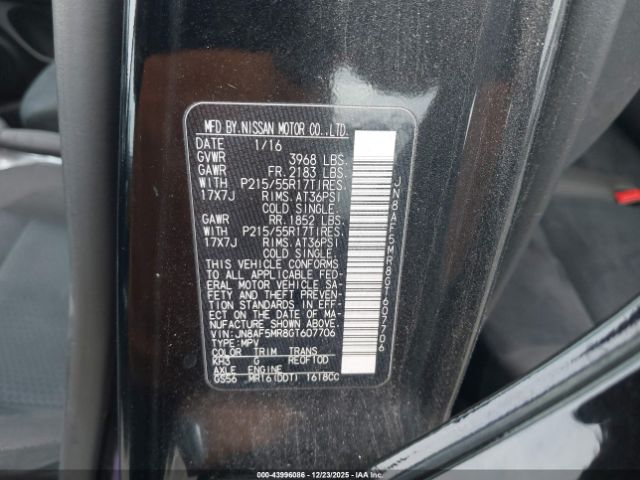 MFD BY.NISSAN MOTOR CO.,LTD.
DATE 1/16
GVWR 3968 LBS.
GAWR FR.2183 LBS.
WITH P215/55R17TIRES.
17X7J RIMS.AT36PSI
COLD SINGLE.
GAWR RR.1852 LBS.
WITH P215/55R17TIRES.
17X7J RIMS.AT36PSI
COLD SINGLE.
THIS VEHICLE CONFORMS
TO ALL APPLICABLE FED-
ERAL MOTOR VEHICLE SA-
FETY AND THEFT PREVEN-
TION STANDARDS IN EFF-
ECT ON THE DATE OF MA-
NUFACTURE SHOWN ABOVE.
VIN:JN8AF5MR8GT607706
TYPE:MPV
COLOR TRIM TRANS
KH3 G RE0F10D
AXLE ENGINE
GS56 MR16(DDT) 1618CC
JN8AF5MR8GT607706
000-43996086 - 12/23/2025 - IAAI.COM